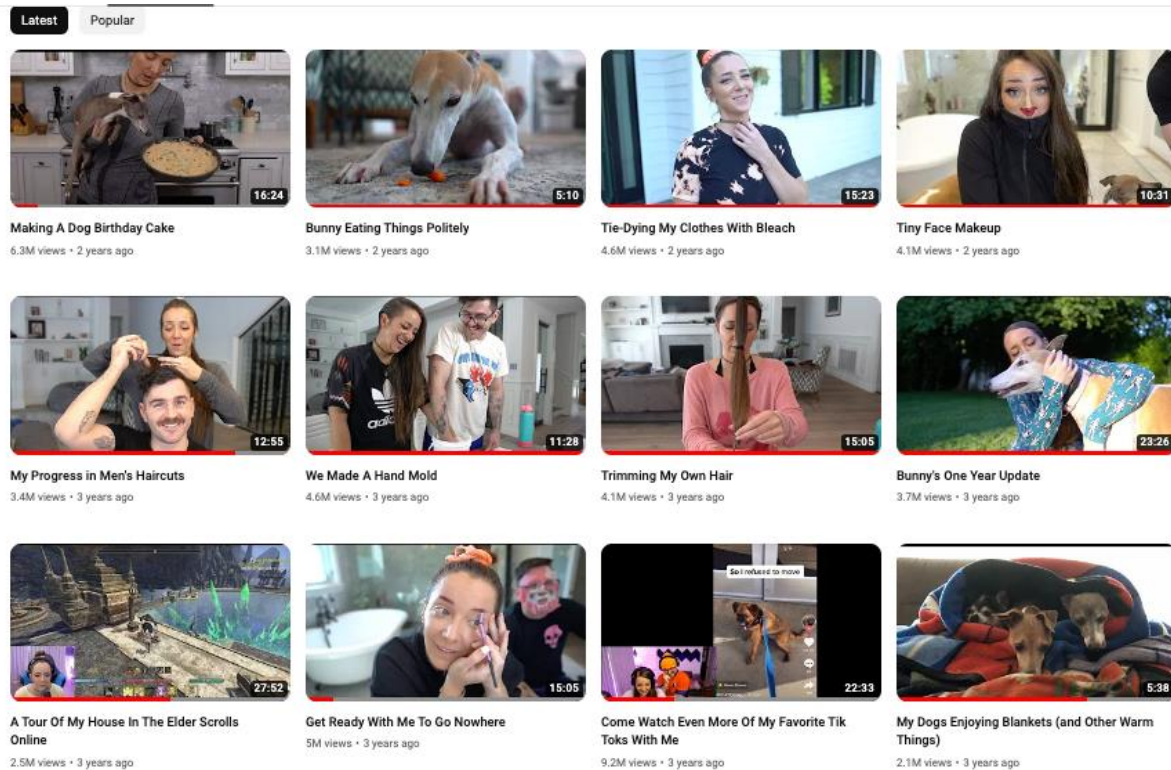 Latest
Popular
16:24
5:10
15:23
10:31
Making A Dog Birthday Cake
6.3M views • 2 years ago
Bunny Eating Things Politely
3.1M views • 2 years ago
Tie-Dying My Clothes With Bleach
4.6M views • 2 years ago
Tiny Face Makeup
4.1M views • 2 years ago
adidas
12:55
11:28
15:05
23:26
My Progress in Men's Haircuts
3.4M views • 3 years ago
We Made A Hand Mold
4.6M views • 3 years ago
Trimming My Own Hair
4.1M views • 3 years ago
Bunny's One Year Update
3.7M views • 3 years ago
So I refused to move
27:52
15:05
22:33
5:38
A Tour Of My House In The Elder Scrolls
Online
2.5M views • 3 years ago
Get Ready With Me To Go Nowhere
5M views • 3 years ago
Come Watch Even More Of My Favorite Tik
Toks With Me
9.2M views • 3 years ago
My Dogs Enjoying Blankets (and Other Warm
Things)
2.1M views • 3 years ago